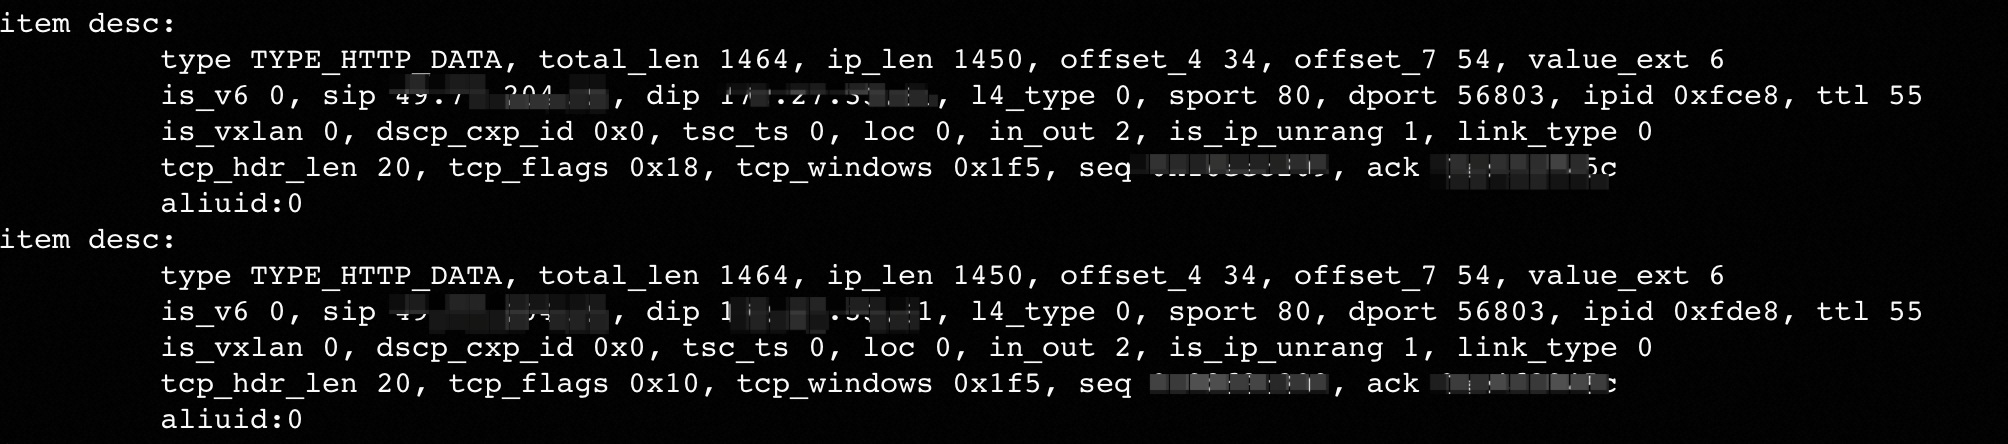 item desc:
type TYPE_HTTP_DATA, total_len 1464, ip_len 1450, offset_4 34, offset_7 54, value_ext 6
is_v6 0, sip , dip , l4_type 0, sport 80, dport 56803, ipid 0xfce8, ttl 55
is_vxlan 0, dscp_cxp_id 0x0, tsc_ts 0, loc 0, in_out 2, is_ip_unrang 1, link_type 0
tcp_hdr_len 20, tcp_flags 0x18, tcp_windows 0x1f5, seq , ack
aliuid:0
item desc:
type TYPE_HTTP_DATA, total_len 1464, ip_len 1450, offset_4 34, offset_7 54, value_ext 6
is_v6 0, sip , dip , l4_type 0, sport 80, dport 56803, ipid 0xfde8, ttl 55
is_vxlan 0, dscp_cxp_id 0x0, tsc_ts 0, loc 0, in_out 2, is_ip_unrang 1, link_type 0
tcp_hdr_len 20, tcp_flags 0x10, tcp_windows 0x1f5, seq , ack
aliuid:0